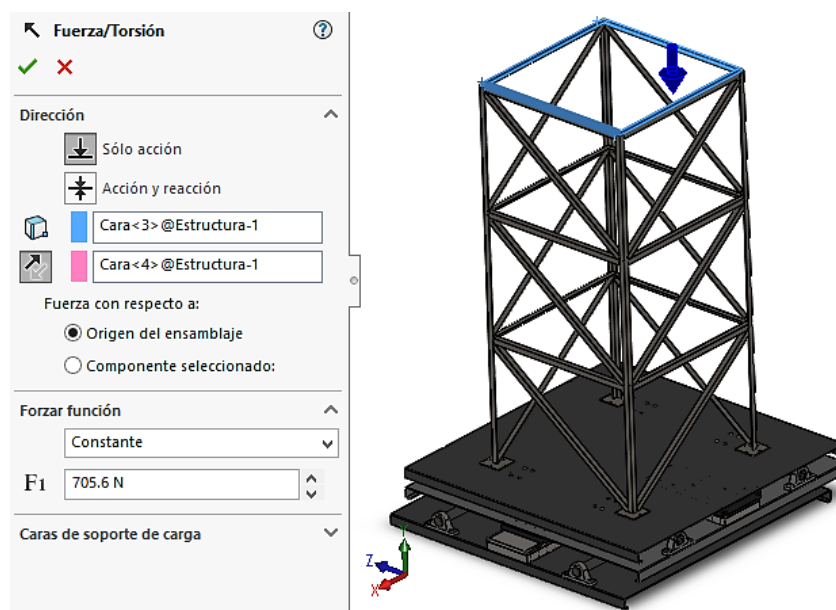 Fuerza/Torsión
?
Dirección
Sólo acción
Acción y reacción
Cara<3>@Estructura-1
Cara<4>@Estructura-1
Fuerza con respecto a:
Origen del ensamblaje
Componente seleccionado:
Forzar función
Constante
F1 705.6 N
Caras de soporte de carga
Y
Z
X